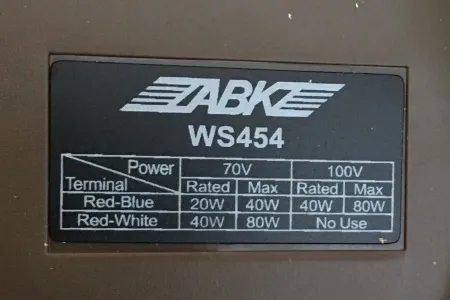 ABK
WS454
Power 70V 100V
Terminal Rated Max Rated Max
Red-Blue 20W 40W 40W 80W
Red-White 40W 80W No Use